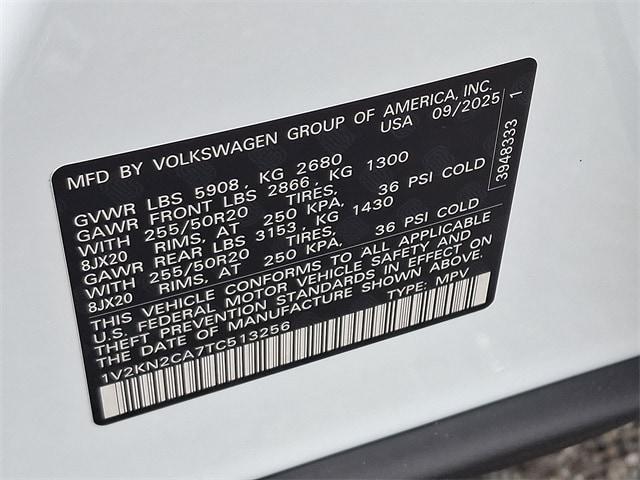 MFD BY VOLKSWAGEN GROUP OF AMERICA, INC.
USA 09/2025
GVWR LBS 5908, KG 2680
GAWR FRONT LBS 2866, KG 1300
WITH 255/50R20 TIRES, 36 PSI COLD
8JX20 RIMS, AT 250 KPA,
GAWR REAR LBS 3153, KG 1430
WITH 255/50R20 TIRES, 36 PSI COLD
8JX20 RIMS, AT 250 KPA,
THIS VEHICLE CONFORMS TO ALL APPLICABLE
U.S. FEDERAL MOTOR VEHICLE SAFETY AND
THEFT PREVENTION STANDARDS IN EFFECT ON
THE DATE OF MANUFACTURE SHOWN ABOVE.
1V2KN2CA7TC513256 TYPE: MPV
3948333 1